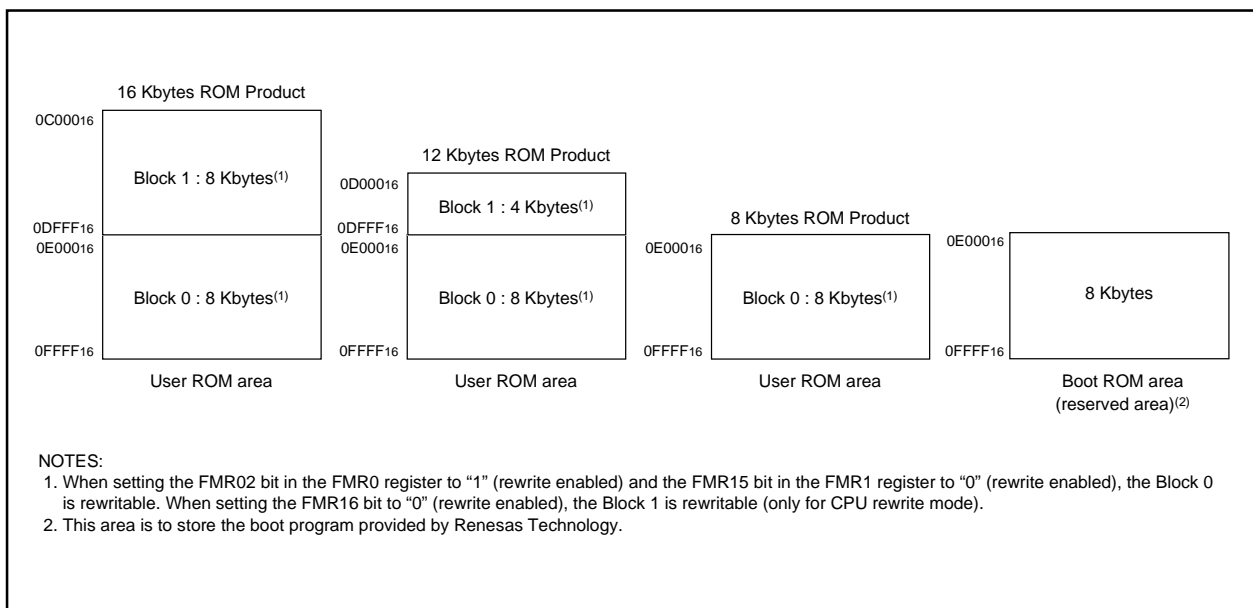 16 Kbytes ROM Product
0C00016
Block 1 : 8 Kbytes(1)
0DFFF16
0E00016
Block 0 : 8 Kbytes(1)
0FFFF16
User ROM area
12 Kbytes ROM Product
0D00016
Block 1 : 4 Kbytes(1)
0DFFF16
0E00016
Block 0 : 8 Kbytes(1)
0FFFF16
User ROM area
8 Kbytes ROM Product
0E00016
Block 0 : 8 Kbytes(1)
0FFFF16
User ROM area
0E00016
8 Kbytes
0FFFF16
Boot ROM area
(reserved area)(2)
NOTES:
1. When setting the FMR02 bit in the FMR0 register to “1” (rewrite enabled) and the FMR15 bit in the FMR1 register to “0” (rewrite enabled), the Block 0
is rewritable. When setting the FMR16 bit to “0” (rewrite enabled), the Block 1 is rewritable (only for CPU rewrite mode).
2. This area is to store the boot program provided by Renesas Technology.